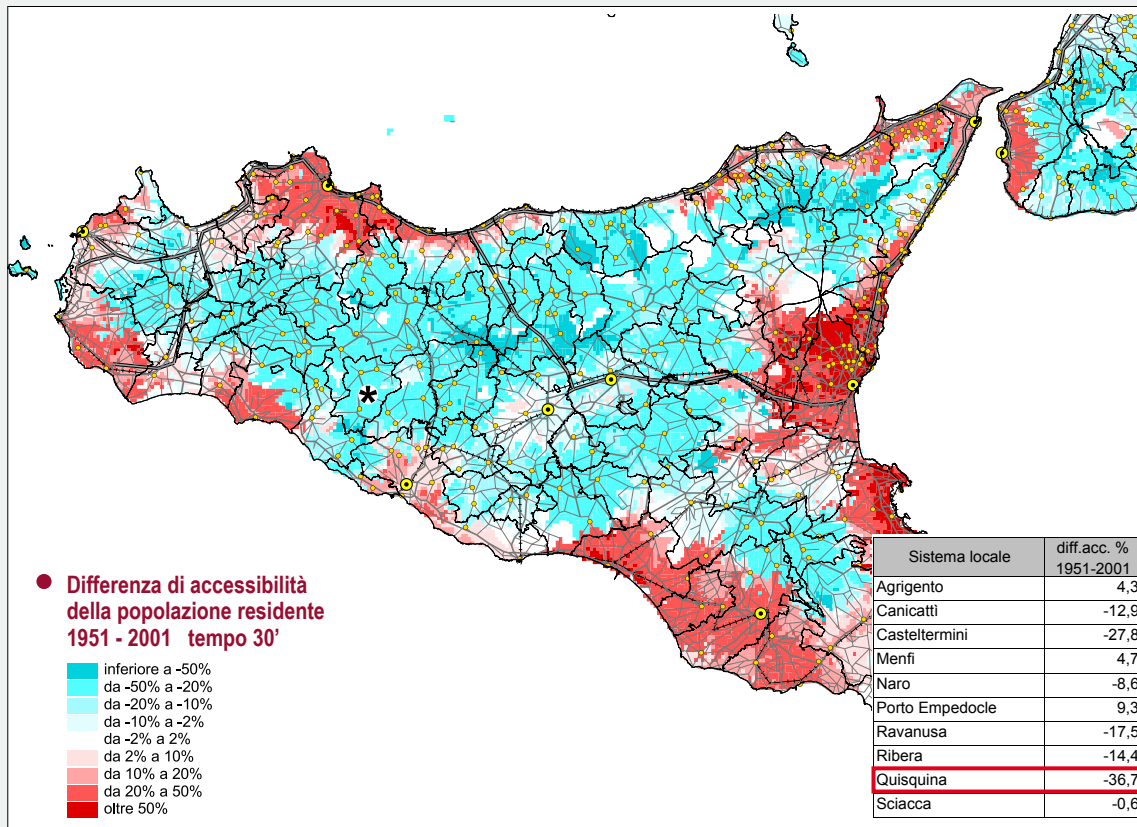 Differenza di accessibilità
della popolazione residente
1951 - 2001 tempo 30’
inferiore a -50%
da -50% a -20%
da -20% a -10%
da -10% a -2%
da -2% a 2%
da 2% a 10%
da 10% a 20%
da 20% a 50%
oltre 50%
*
Sistema locale diff.acc. %
1951-2001
Agrigento 4,3
Canicattì -12,9
Casteltermini -27,8
Menfi 4,7
Naro -8,6
Porto Empedocle 9,3
Ravanusa -17,5
Ribera -14,4
Quisquina -36,7
Sciacca -0,6